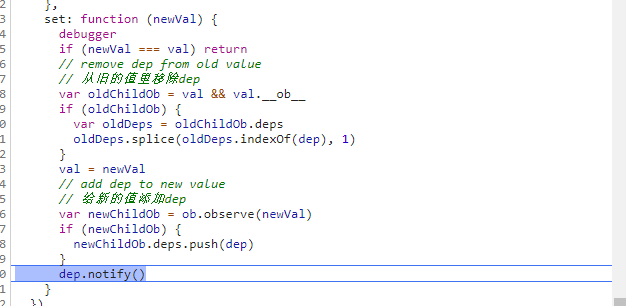 2 },
3 set: function (newVal) {
4 debugger
5 if (newVal === val) return
6 // remove dep from old value
7 // 从旧的值里移除dep
8 var oldChildOb = val && val.__ob__
9 if (oldChildOb) {
0 var oldDeps = oldChildOb.deps
1 oldDeps.splice(oldDeps.indexOf(dep), 1)
2 }
3 val = newVal
4 // add dep to new value
5 // 给新的值添加dep
6 var newChildOb = ob.observe(newVal)
7 if (newChildOb) {
8 newChildOb.deps.push(dep)
9 }
0 dep.notify()
1 }
2 })